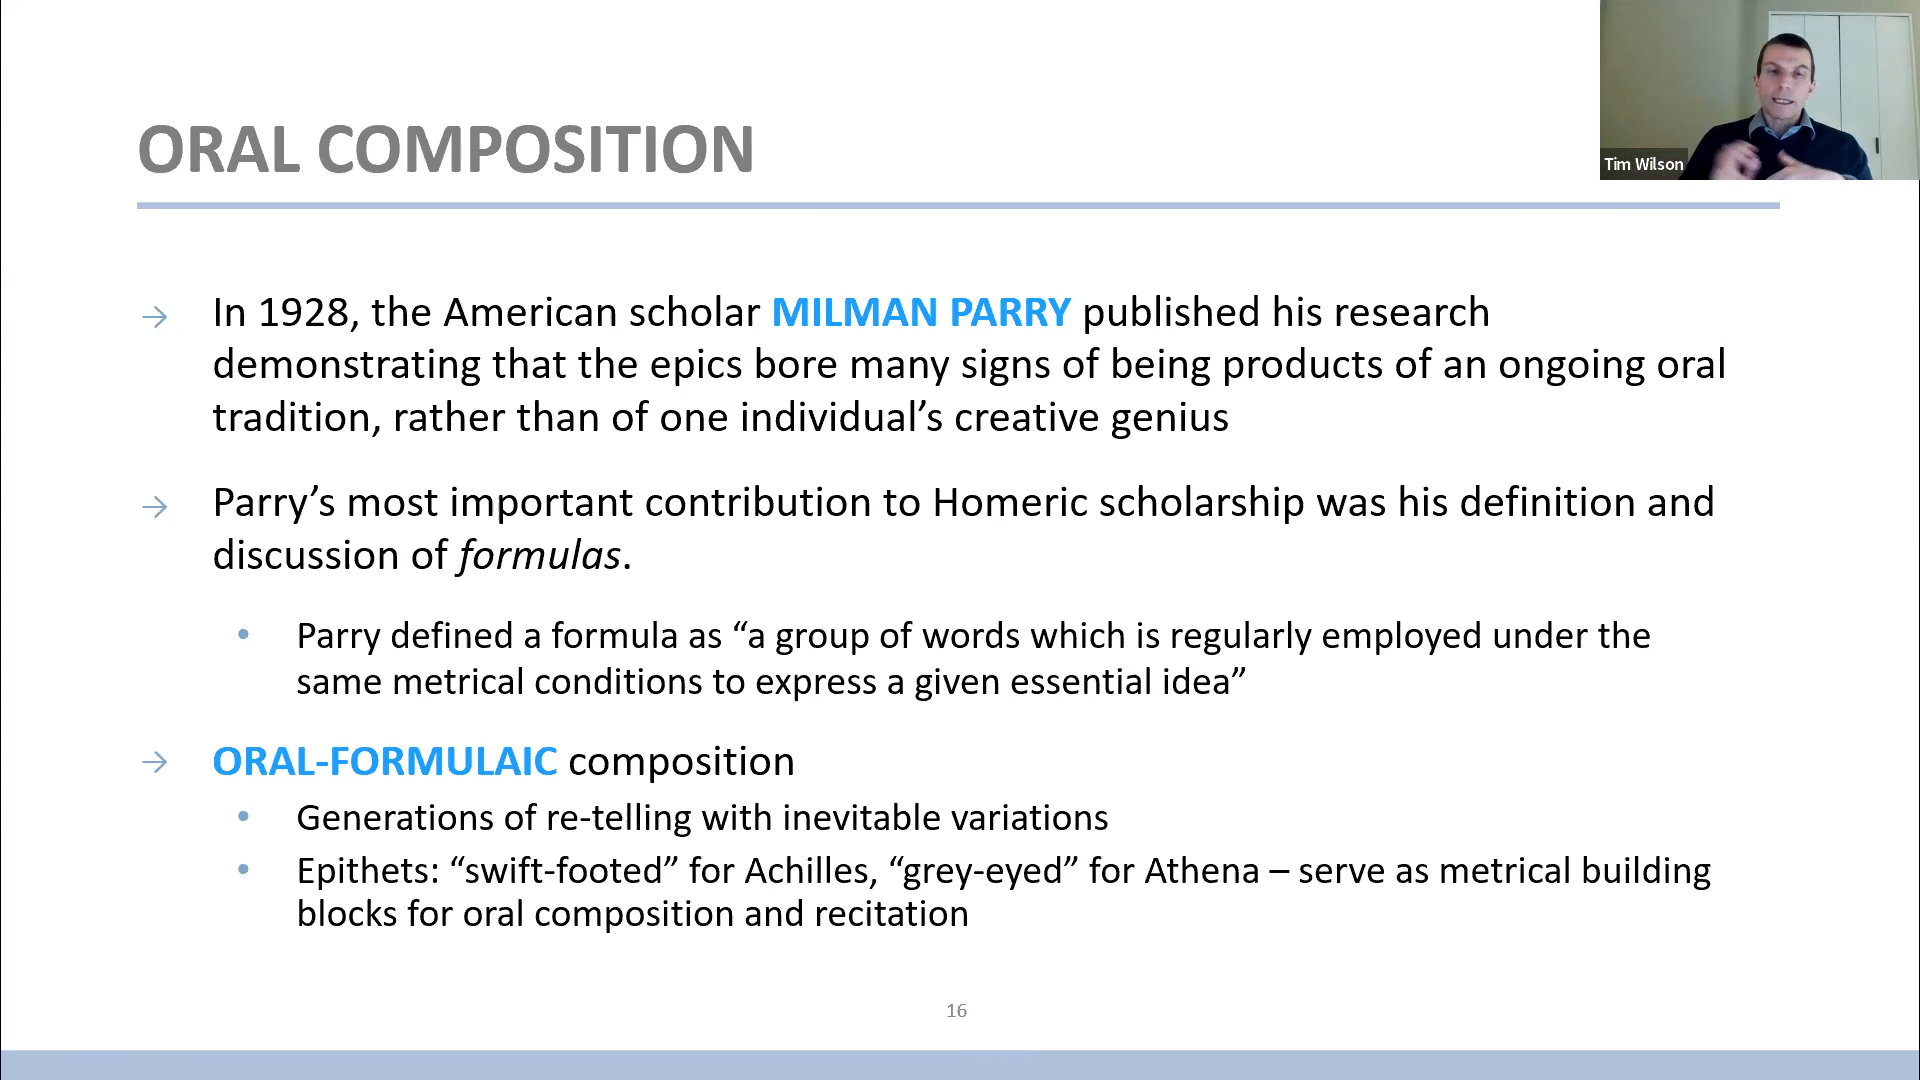 ORAL COMPOSITION
Tim Wilson
→ In 1928, the American scholar MILMAN PARRY published his research
demonstrating that the epics bore many signs of being products of an ongoing oral
tradition, rather than of one individual’s creative genius
→ Parry’s most important contribution to Homeric scholarship was his definition and
discussion of formulas.
• Parry defined a formula as “a group of words which is regularly employed under the
same metrical conditions to express a given essential idea”
→ ORAL-FORMULAIC composition
• Generations of re-telling with inevitable variations
• Epithets: “swift-footed” for Achilles, “grey-eyed” for Athena – serve as metrical building
blocks for oral composition and recitation
16